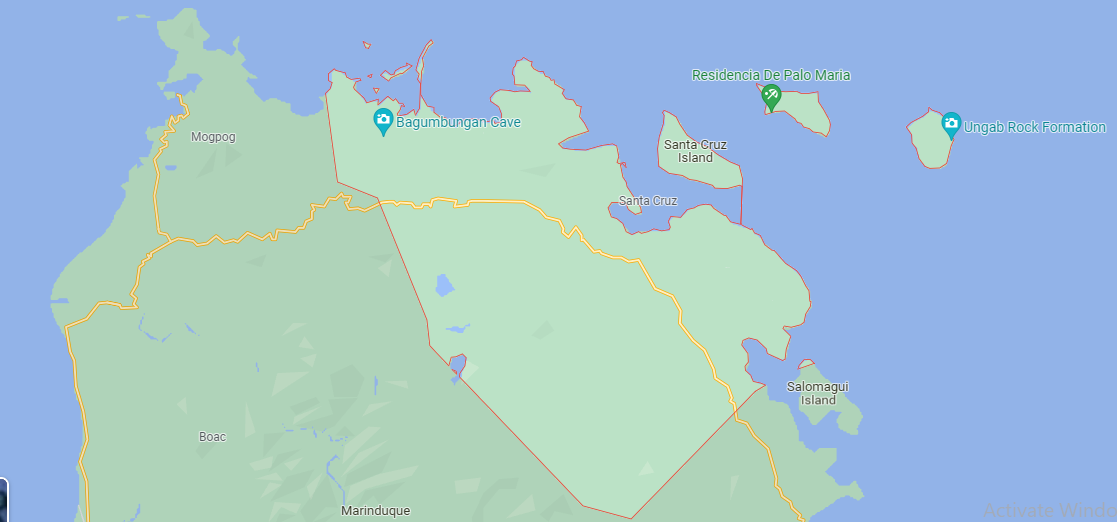 Residencia De Palo Maria
Bagumbungan Cave
Ungab Rock Formation
Mogpog
Santa Cruz
Island
Santa Cruz
Salomagui
Island
Boac
Marinduque
Activate Windo